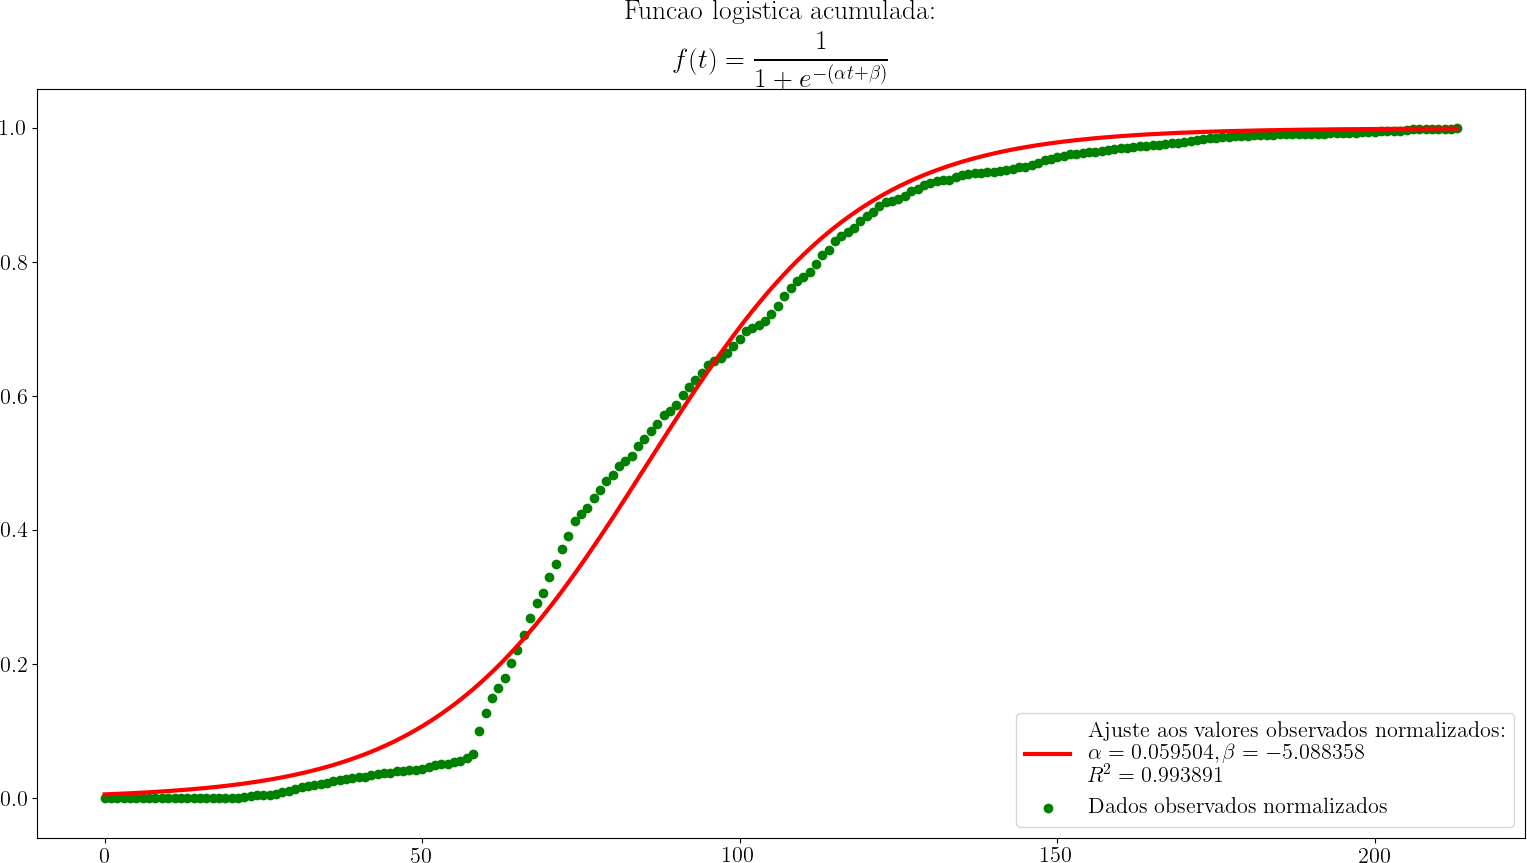 Funcao logistica acumulada:
f(t) = \frac{1}{1 + e^{-(αt+β)}}
1.0
0.8
0.6
0.4
0.2
0.0
0 50 100 150 200
Ajuste aos valores observados normalizados:
α = 0.059504, β = −5.088358
R² = 0.993891
Dados observados normalizados